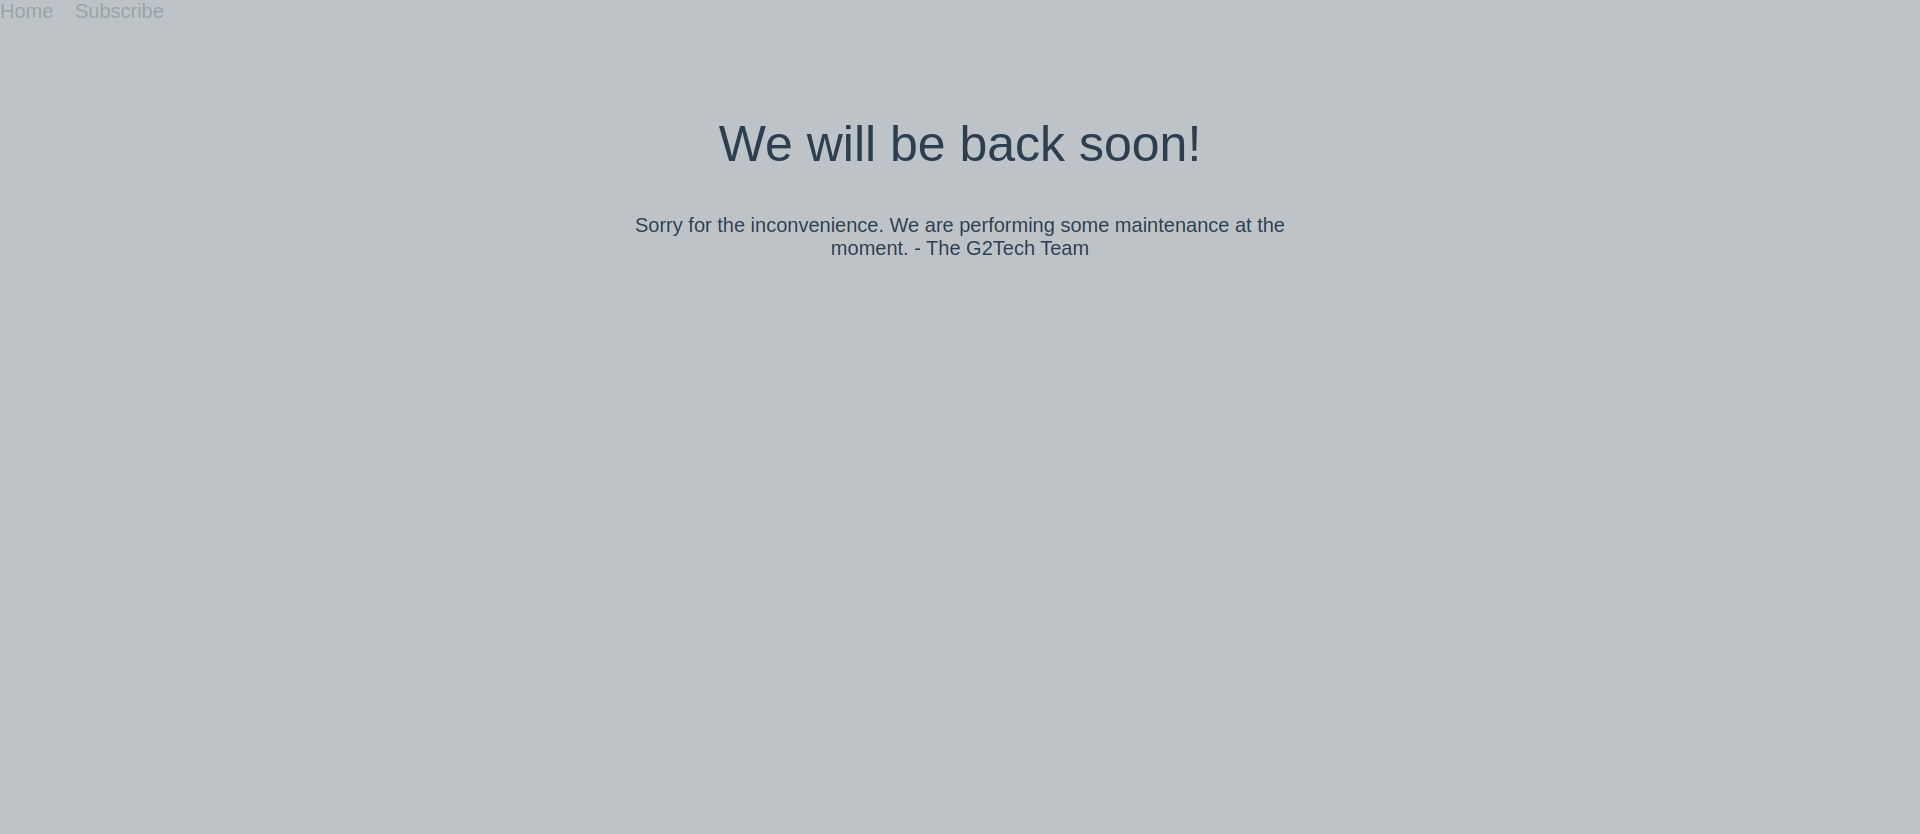 Home Subscribe
We will be back soon!
Sorry for the inconvenience. We are performing some maintenance at the
moment. - The G2Tech Team